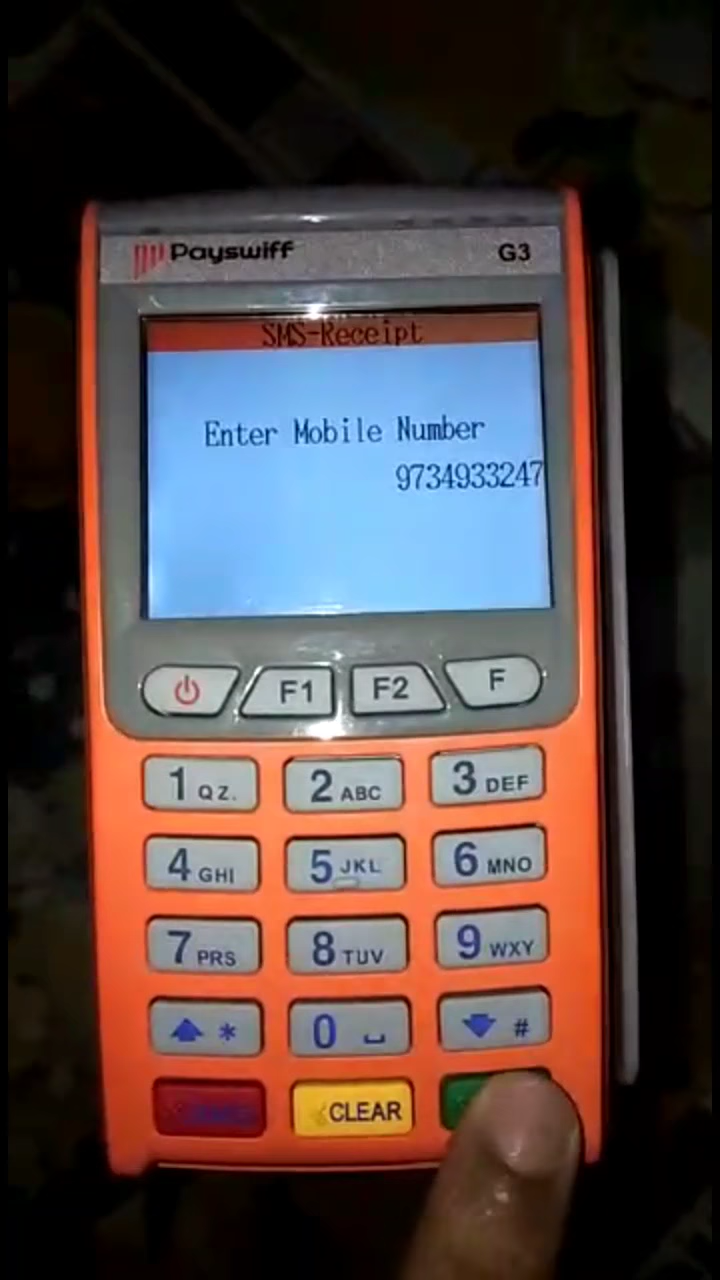 Payswiff G3
SMS-Receipt
Enter Mobile Number
9734933247
F1 F2 F
1 QZ. 2 ABC 3 DEF
4 GHI 5 JKL 6 MNO
7 PRS 8 TUV 9 WXY
* 0 #
CLEAR